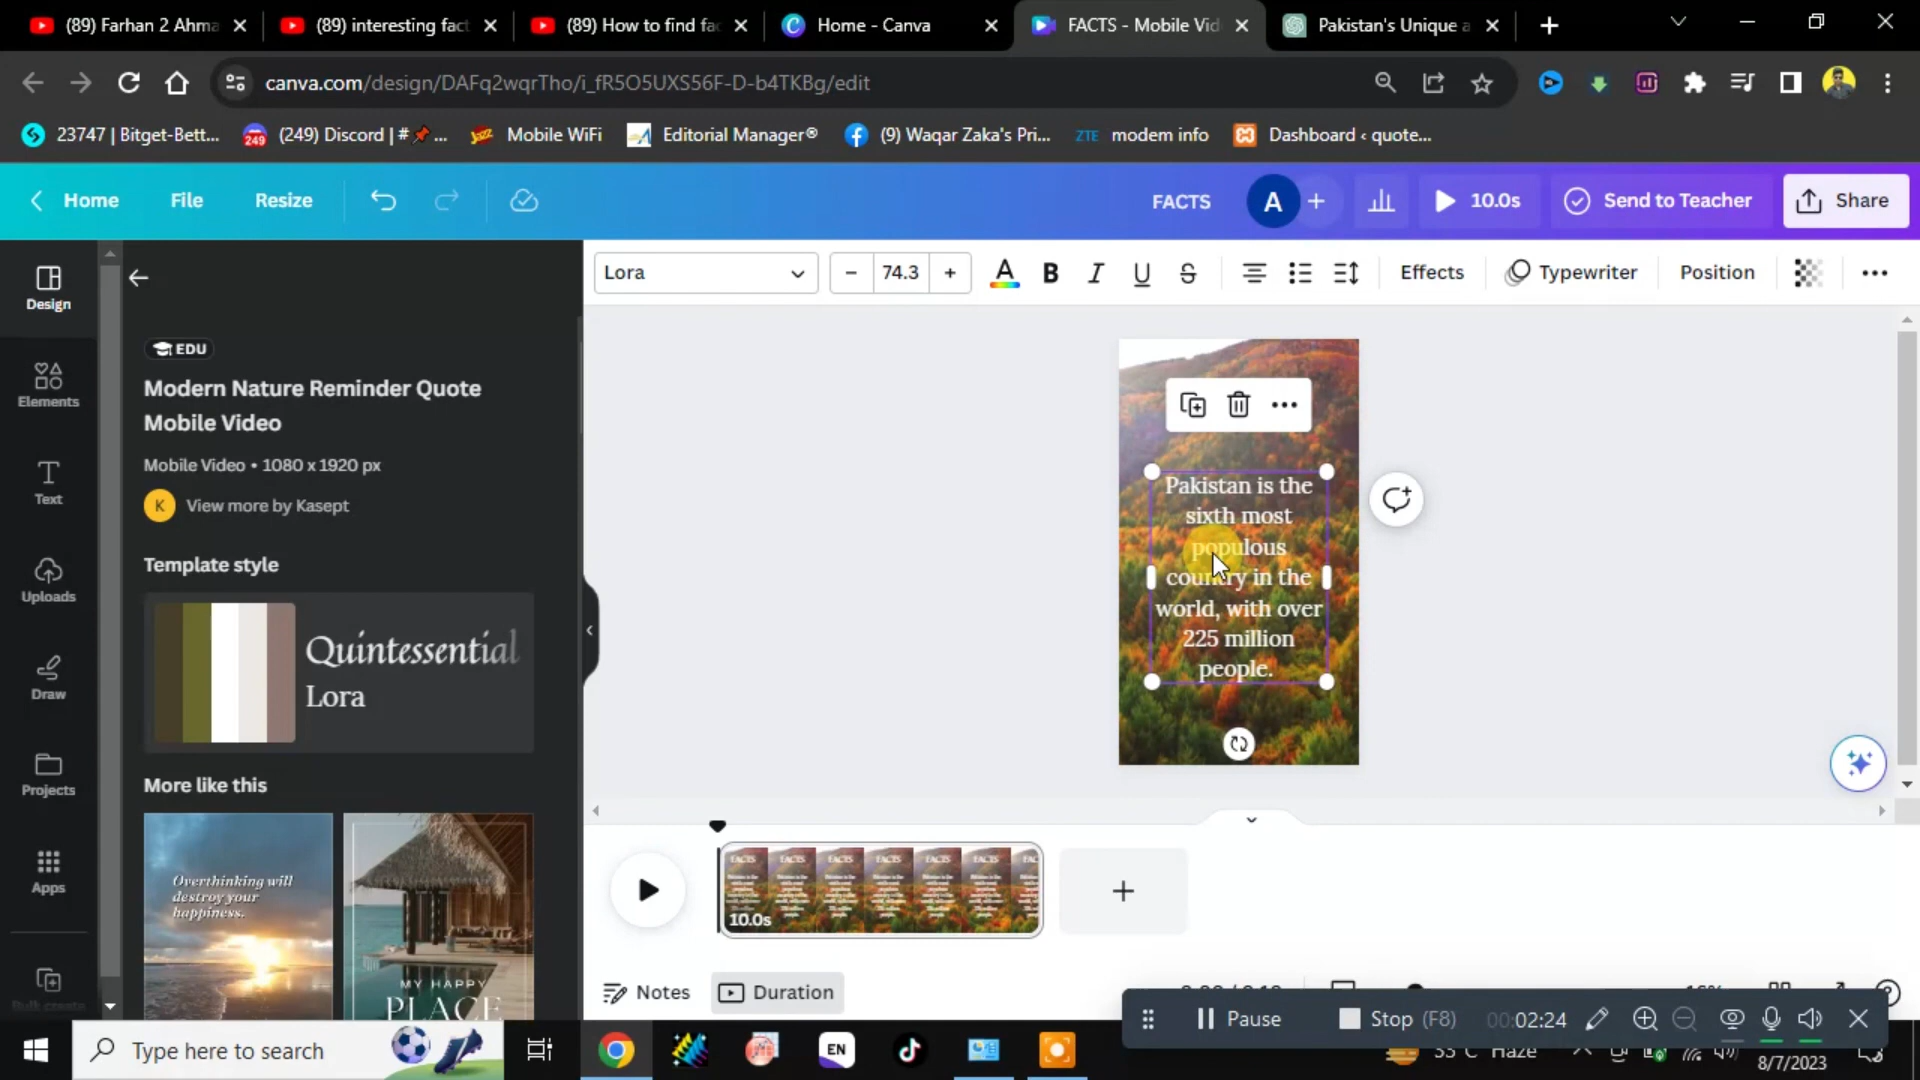 (89) Farhan 2 Ahma
(89) interesting fact
(89) How to find fac
Home - Canva
FACTS - Mobile Vid
Pakistan's Unique a
canva.com/design/DAFq2wqrTho/i_fR5O5UXS56F-D-b4TKBg/edit
23747 | Bitget-Bett...
(249) Discord | #📌 ...
Mobile WiFi
Editorial Manager®
(9) Waqar Zaka's Pri...
ZTE modem info
Dashboard ‹ quote...
Home
File
Resize
FACTS
A
10.0s
Send to Teacher
Share
Lora
74.3
Effects
Typewriter
Position
Design
Elements
Text
Uploads
Draw
Projects
Apps
Bulk create
EDU
Modern Nature Reminder Quote
Mobile Video
Mobile Video • 1080 x 1920 px
K
View more by Kasept
Template style
Quintessential
Lora
More like this
Overthinking will
destroy your
happiness.
MY HAPPY
PLACE
Pakistan is the
sixth most
populous
country in the
world, with over
225 million
people.
10.0s
Notes
Duration
Pause
Stop (F8)
00:02:24
Type here to search
EN
33°C Haze
8/7/2023